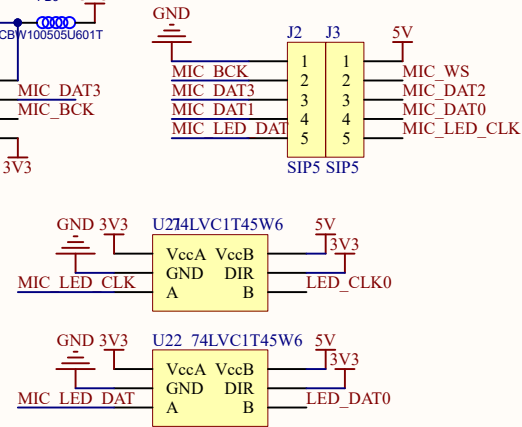 CBW100505U601T
MIC_DAT3
MIC_BCK
3V3
GND
J2 J3
5V
1 1
MIC_BCK 2 2 MIC_WS
MIC_DAT3 3 3 MIC_DAT2
MIC_DAT1 4 4 MIC_DAT0
MIC_LED_DAT 5 5 MIC_LED_CLK
SIP5 SIP5
GND 3V3 74LVC1T45W6 5V
VccA VccB 3V3
GND DIR
MIC_LED_CLK A B LED_CLK0
GND 3V3 U22 74LVC1T45W6 5V
VccA VccB 3V3
GND DIR
MIC_LED_DAT A B LED_DAT0